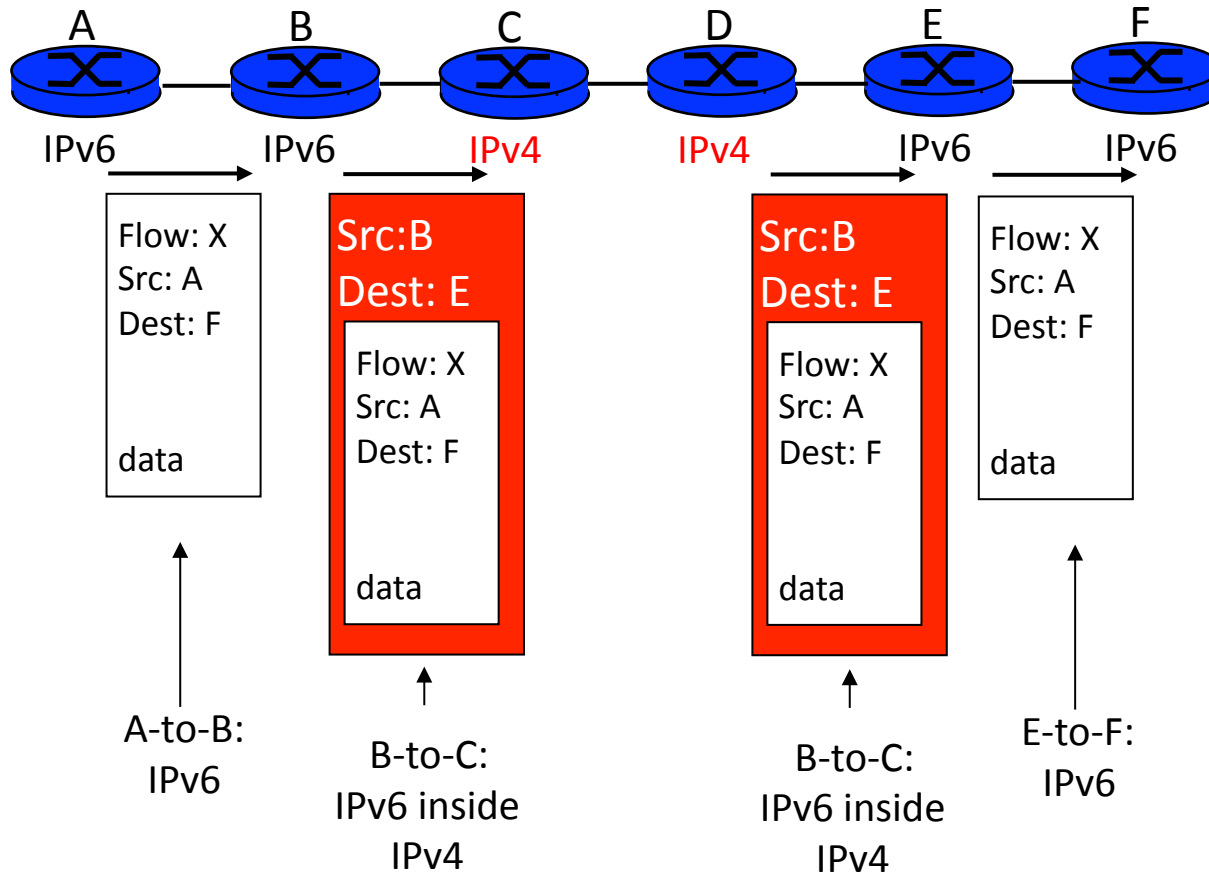 A B C D E F
IPv6 IPv6 IPv4 IPv4 IPv6 IPv6
Flow: X
Src: A
Dest: F
data
Src:B
Dest: E
Flow: X
Src: A
Dest: F
data
Src:B
Dest: E
Flow: X
Src: A
Dest: F
data
Flow: X
Src: A
Dest: F
data
A-to-B:
IPv6
B-to-C:
IPv6 inside
IPv4
B-to-C:
IPv6 inside
IPv4
E-to-F:
IPv6